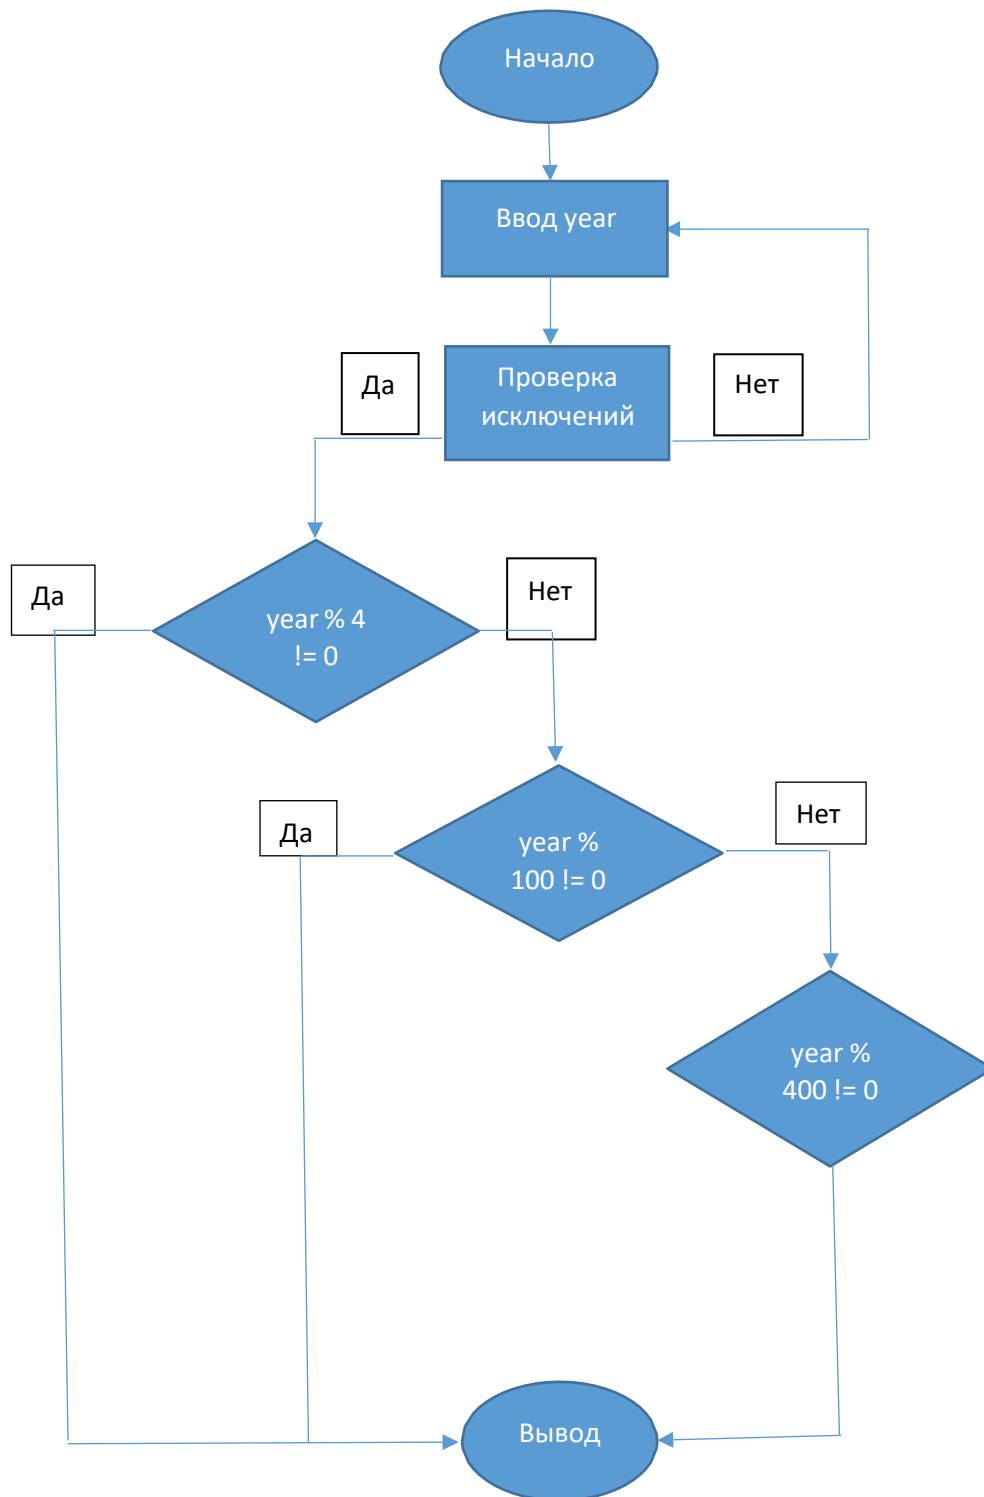 Начало
Ввод year
Проверка
исключений
Да
Нет
year % 4
!= 0
Да
Нет
year %
100 != 0
Да
Нет
year %
400 != 0
Вывод